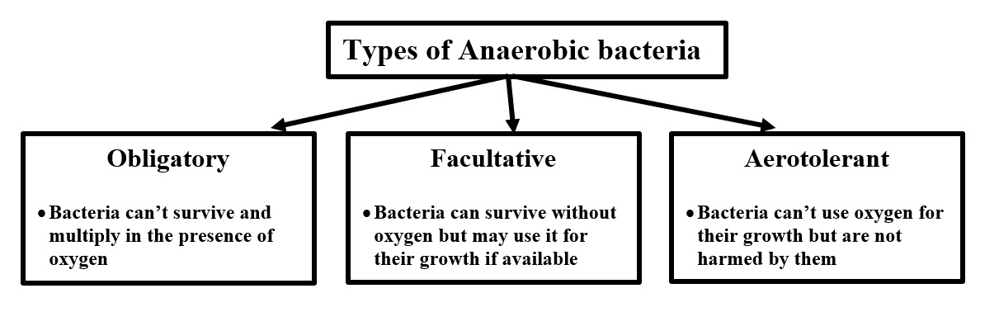 Types of Anaerobic bacteria
Obligatory
• Bacteria can't survive and
multiply in the presence of
oxygen
Facultative
• Bacteria can survive without
oxygen but may use it for
their growth if available
Aerotolerant
• Bacteria can't use oxygen for
their growth but are not
harmed by them